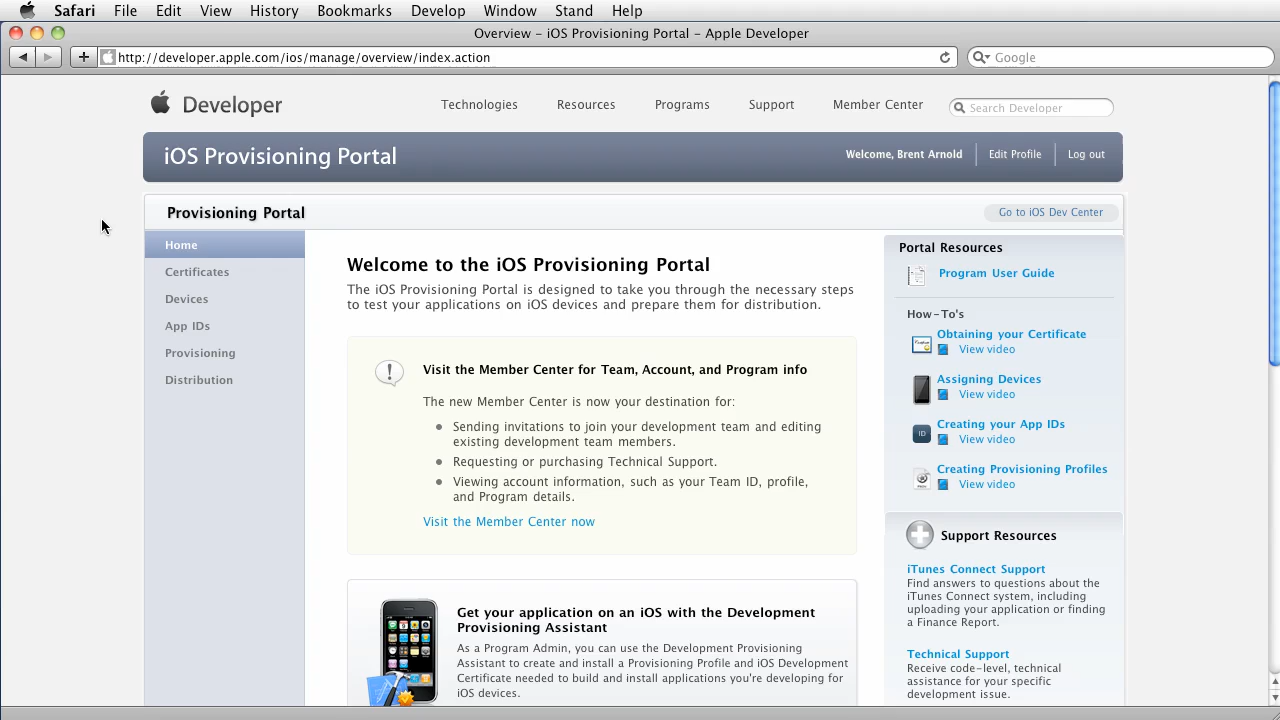 Safari File Edit View History Bookmarks Develop Window Stand Help
Overview – iOS Provisioning Portal – Apple Developer
http://developer.apple.com/ios/manage/overview/index.action
Google
Developer
Technologies Resources Programs Support Member Center
Search Developer
iOS Provisioning Portal
Welcome, Brent Arnold Edit Profile Log out
Provisioning Portal
Go to iOS Dev Center
Home
Certificates
Devices
App IDs
Provisioning
Distribution
Welcome to the iOS Provisioning Portal
The iOS Provisioning Portal is designed to take you through the necessary steps
to test your applications on iOS devices and prepare them for distribution.
Visit the Member Center for Team, Account, and Program info
The new Member Center is now your destination for:
Sending invitations to join your development team and editing
existing development team members.
Requesting or purchasing Technical Support.
Viewing account information, such as your Team ID, profile,
and Program details.
Visit the Member Center now
Get your application on an iOS with the Development
Provisioning Assistant
As a Program Admin, you can use the Development Provisioning
Assistant to create and install a Provisioning Profile and iOS Development
Certificate needed to build and install applications you're developing for
iOS devices.
Portal Resources
Program User Guide
How-To's
Obtaining your Certificate
View video
Assigning Devices
View video
ID
Creating your App IDs
View video
Creating Provisioning Profiles
View video
Support Resources
iTunes Connect Support
Find answers to questions about the
iTunes Connect system, including
uploading your application or finding
a Finance Report.
Technical Support
Receive code-level, technical
assistance for your specific
development issue.